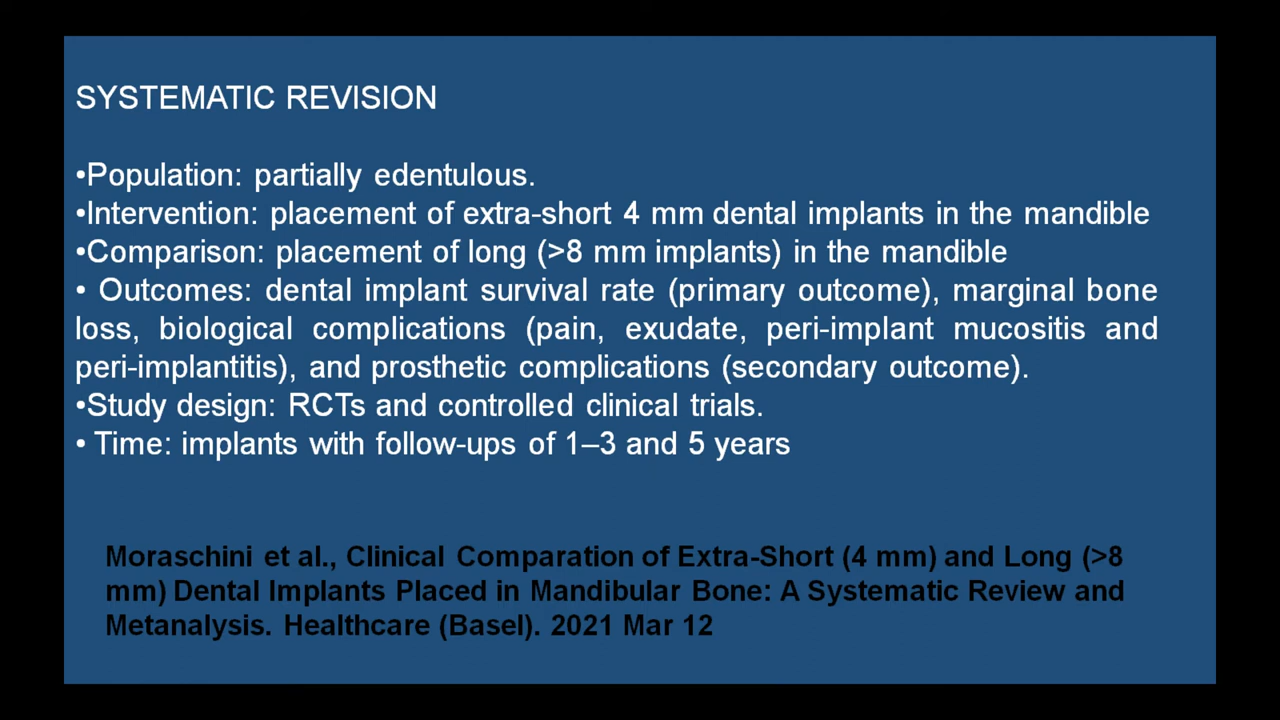 SYSTEMATIC REVISION
•Population: partially edentulous.
•Intervention: placement of extra-short 4 mm dental implants in the mandible
•Comparison: placement of long (>8 mm implants) in the mandible
• Outcomes: dental implant survival rate (primary outcome), marginal bone
loss, biological complications (pain, exudate, peri-implant mucositis and
peri-implantitis), and prosthetic complications (secondary outcome).
•Study design: RCTs and controlled clinical trials.
• Time: implants with follow-ups of 1–3 and 5 years
Moraschini et al., Clinical Comparation of Extra-Short (4 mm) and Long (>8
mm) Dental Implants Placed in Mandibular Bone: A Systematic Review and
Metanalysis. Healthcare (Basel). 2021 Mar 12